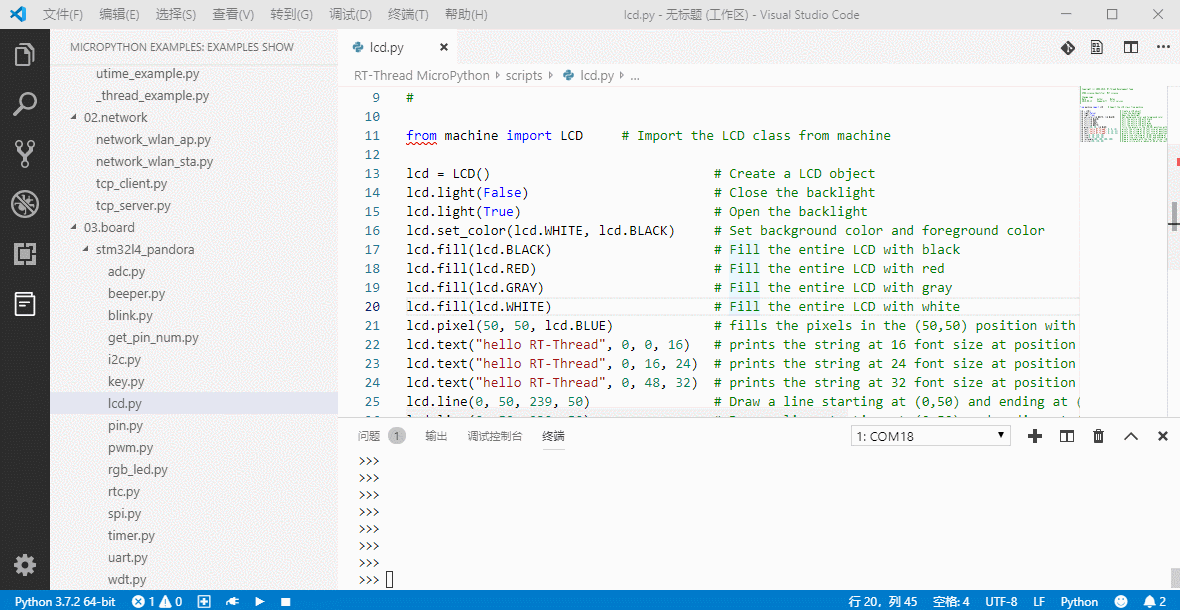 文件(F) 编辑(E) 选择(S) 查看(V) 转到(G) 调试(D) 终端(T) 帮助(H) lcd.py - 无标题 (工作区) - Visual Studio Code
MICROPYTHON EXAMPLES: EXAMPLES SHOW
utime_example.py
_thread_example.py
02.network
network_wlan_ap.py
network_wlan_sta.py
tcp_client.py
tcp_server.py
03.board
stm32l4_pandora
adc.py
beeper.py
blink.py
get_pin_num.py
i2c.py
key.py
lcd.py
pin.py
pwm.py
rgb_led.py
rtc.py
spi.py
timer.py
uart.py
wdt.py
lcd.py
RT-Thread MicroPython scripts lcd.py ...
9 #
10
11 from machine import LCD # Import the LCD class from machine
12
13 lcd = LCD() # Create a LCD object
14 lcd.light(False) # Close the backlight
15 lcd.light(True) # Open the backlight
16 lcd.set_color(lcd.WHITE, lcd.BLACK) # Set background color and foreground color
17 lcd.fill(lcd.BLACK) # Fill the entire LCD with black
18 lcd.fill(lcd.RED) # Fill the entire LCD with red
19 lcd.fill(lcd.GRAY) # Fill the entire LCD with gray
20 lcd.fill(lcd.WHITE) # Fill the entire LCD with white
21 lcd.pixel(50, 50, lcd.BLUE) # fills the pixels in the (50,50) position with
22 lcd.text("hello RT-Thread", 0, 0, 16) # prints the string at 16 font size at position
23 lcd.text("hello RT-Thread", 0, 16, 24) # prints the string at 24 font size at position
24 lcd.text("hello RT-Thread", 0, 48, 32) # prints the string at 32 font size at position
25 lcd.line(0, 50, 239, 50) # Draw a line starting at (0,50) and ending at (
问题 1 输出 调试控制台 终端 1: COM18
>>>
>>>
>>>
>>>
>>>
>>>
>>>
>>>
Python 3.7.2 64-bit 1 0 行 20，列 45 空格: 4 UTF-8 LF Python 2